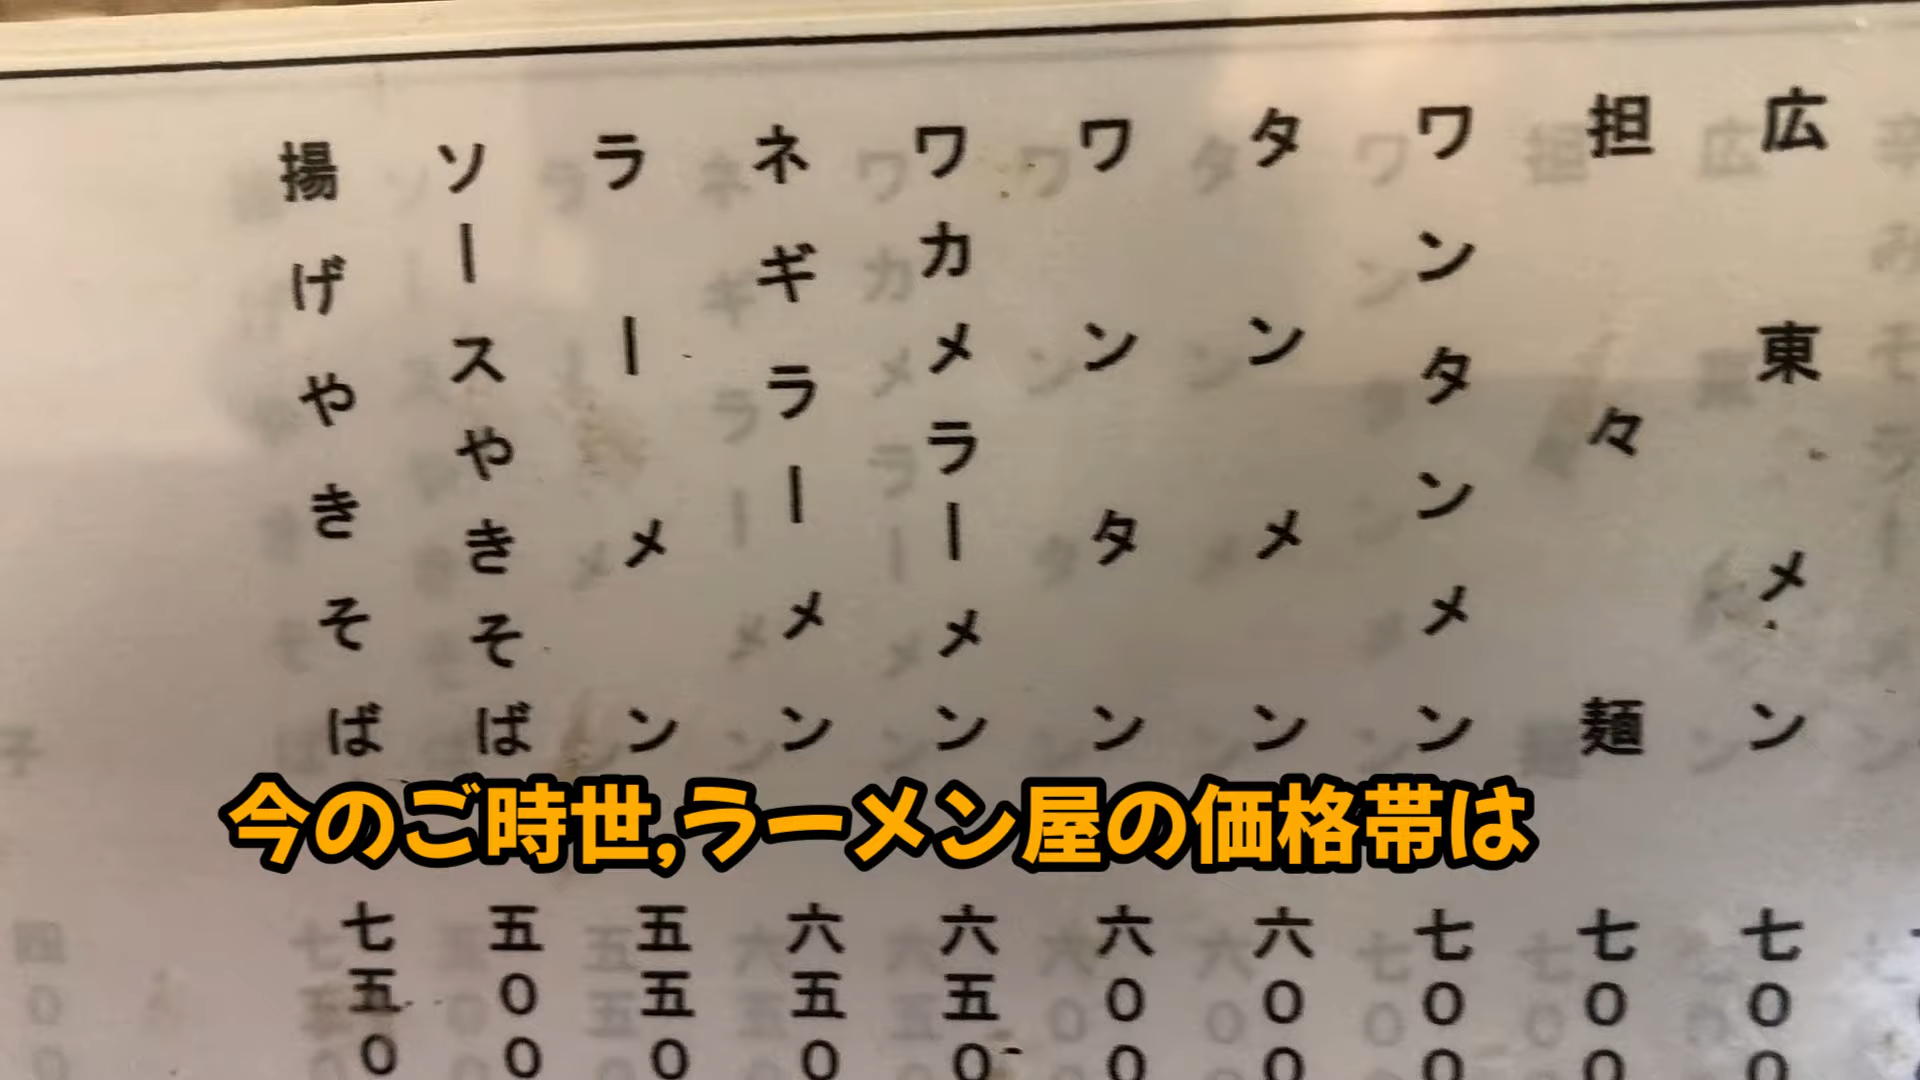 広東メン 七〇〇
担々麺 七〇〇
ワンタンメン 七〇〇
タンメン 六〇〇
ワンタン 六〇〇
ワカメラーメン 六五〇
ネギラーメン 六五〇
ラーメン 五五〇
ソースやきそば 五〇〇
揚げやきそば 七五〇
今のご時世,ラーメン屋の価格帯は